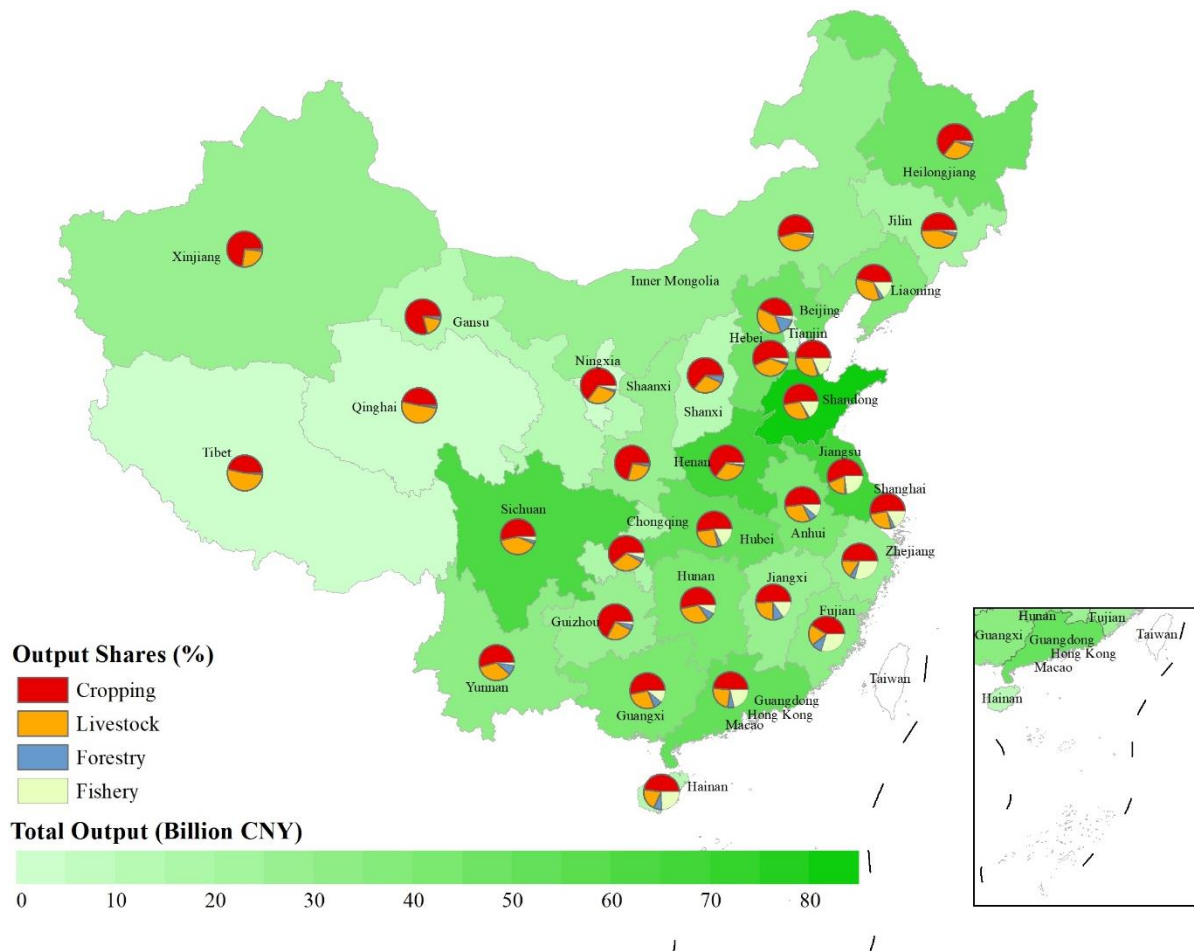 Heilongjiang
Jilin
Xinjiang
Inner Mongolia
Liaoning
Beijing
Gansu
Hebei
Tianjin
Ningxia
Shaanxi
Qinghai
Shanxi
Shandong
Tibet
Henan
Jiangsu
Shanghai
Sichuan
Chongqing
Anhui
Hubei
Zhejiang
Hunan
Jiangxi
Guizhou
Fujian
Yunnan
Taiwan
Guangxi
Guangdong
Hong Kong
Macao
Hainan
Hunan
Tujian
Taiwan
Guangxi
Guangdong
Hong Kong
Macao
Hainan
Output Shares (%)
Cropping
Livestock
Forestry
Fishery
Total Output (Billion CNY)
0 10 20 30 40 50 60 70 80